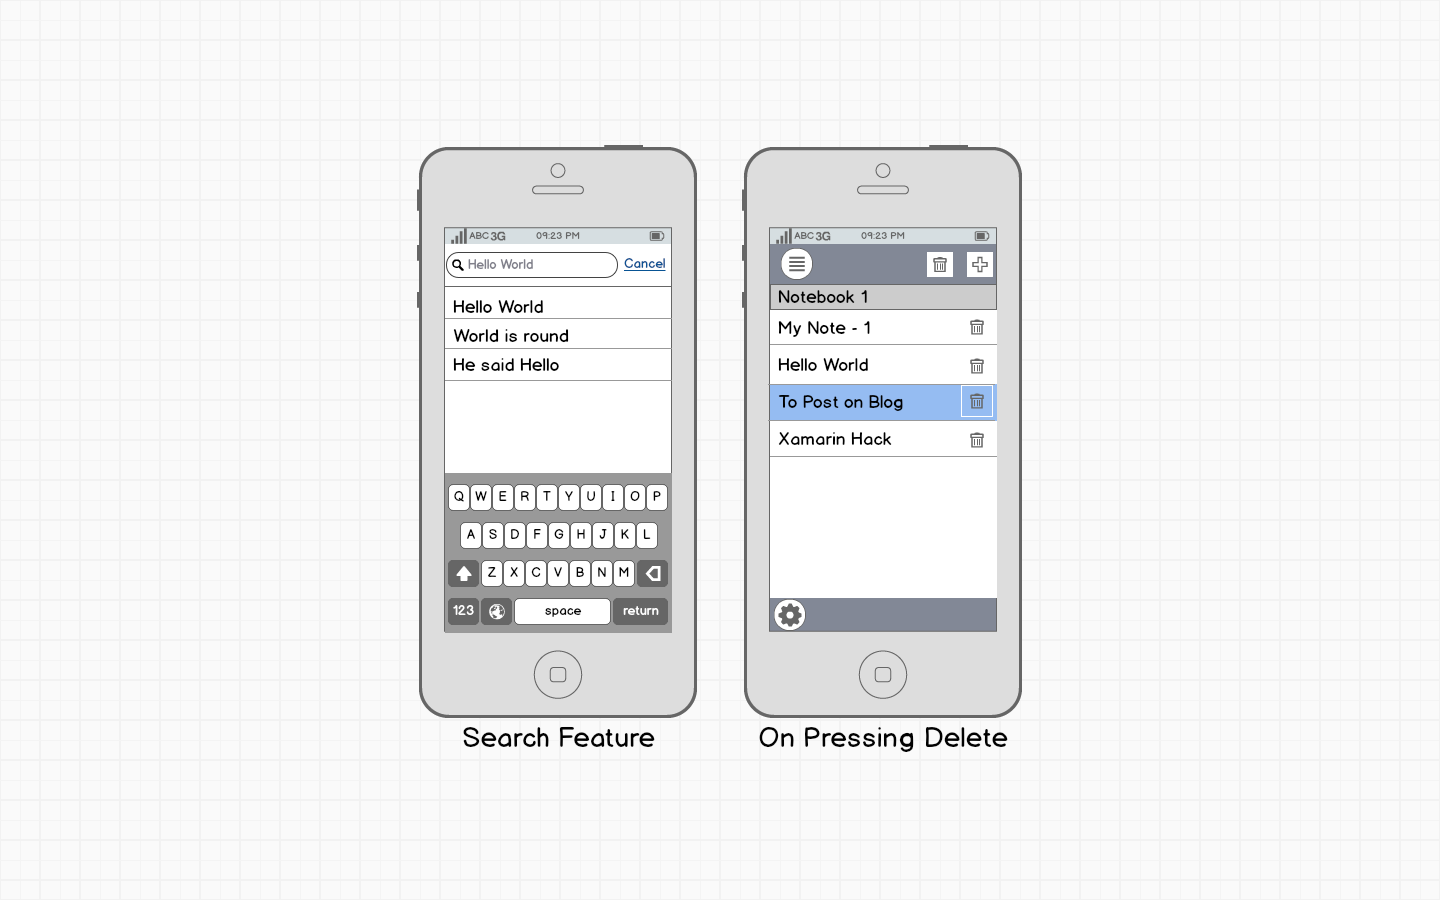 ABC 3G 09:23 PM
Hello World Cancel
Hello World
World is round
He said Hello
Q W E R T Y U I O P
A S D F G H J K L
Z X C V B N M
123 space return
Search Feature
ABC 3G 09:23 PM
Notebook 1
My Note - 1
Hello World
To Post on Blog
Xamarin Hack
On Pressing Delete